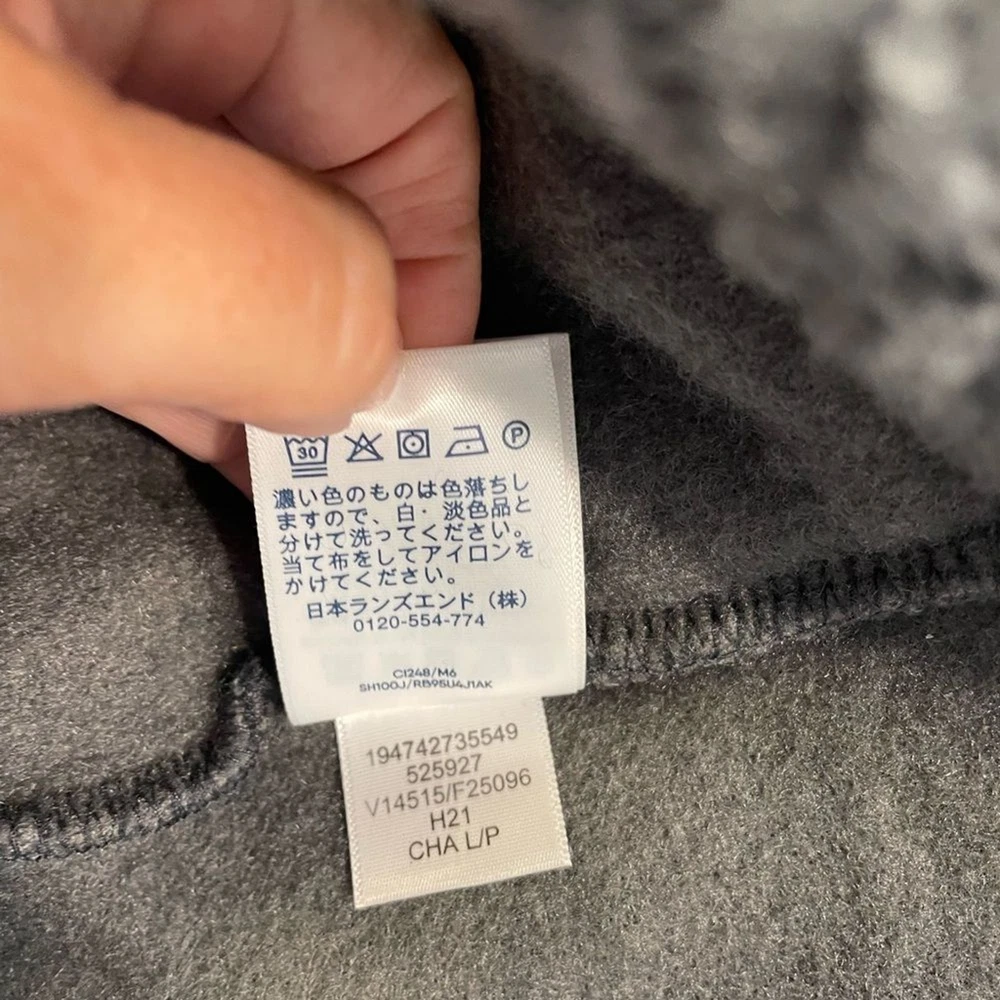 30 P
濃い色のものは色落ちし
ますので、白・淡色品と
分けて洗ってください。
当て布をしてアイロンを
かけてください。
日本ランズエンド(株)
0120-554-774
C1248/M6
SH100J/RB95U4J1AK
194742735549
525927
V14515/F25096
H21
CHA L/P